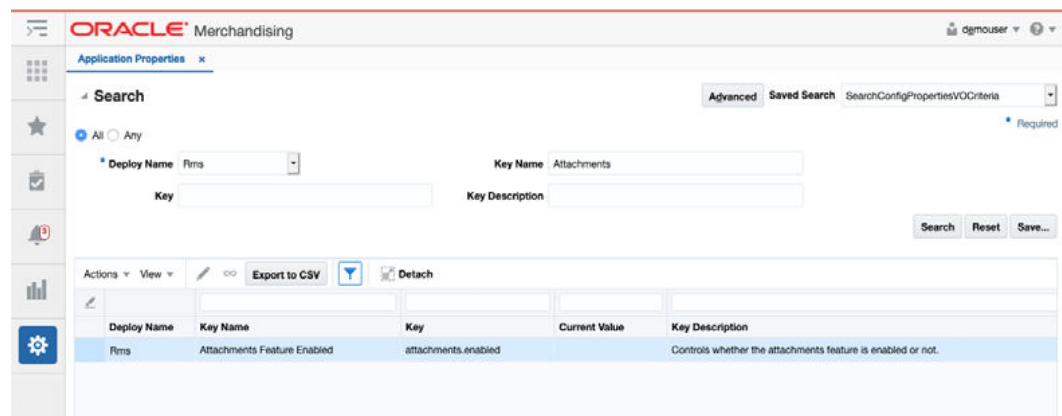 ORACLE® Merchandising
demouser
Application Properties x
Search
Advanced Saved Search SearchConfigPropertiesVOCriteria
* Required
All Any
* Deploy Name Rms Key Name Attachments
Key Key Description
3
Search Reset Save...
Actions View Export to CSV Detach
Deploy Name Key Name Key Current Value Key Description
Rms Attachments Feature Enabled attachments.enabled Controls whether the attachments feature is enabled or not.